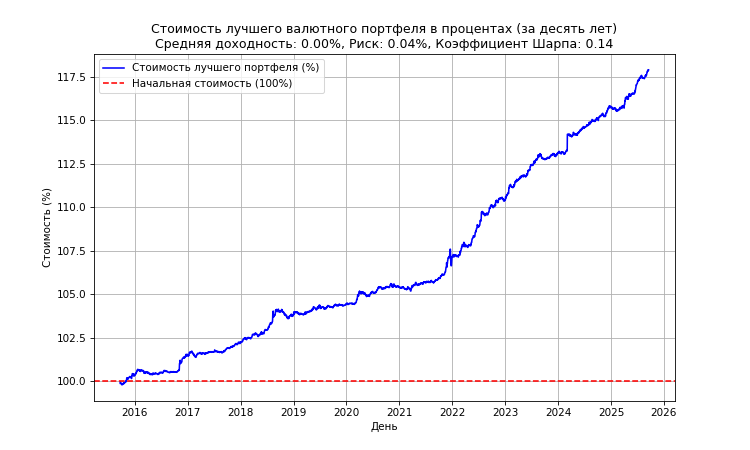 Стоимость лучшего валютного портфеля в процентах (за десять лет)
Средняя доходность: 0.00%, Риск: 0.04%, Коэффициент Шарпа: 0.14
Стоимость лучшего портфеля (%)
Начальная стоимость (100%)
Стоимость (%)
117.5
115.0
112.5
110.0
107.5
105.0
102.5
100.0
2016 2017 2018 2019 2020 2021 2022 2023 2024 2025 2026
День